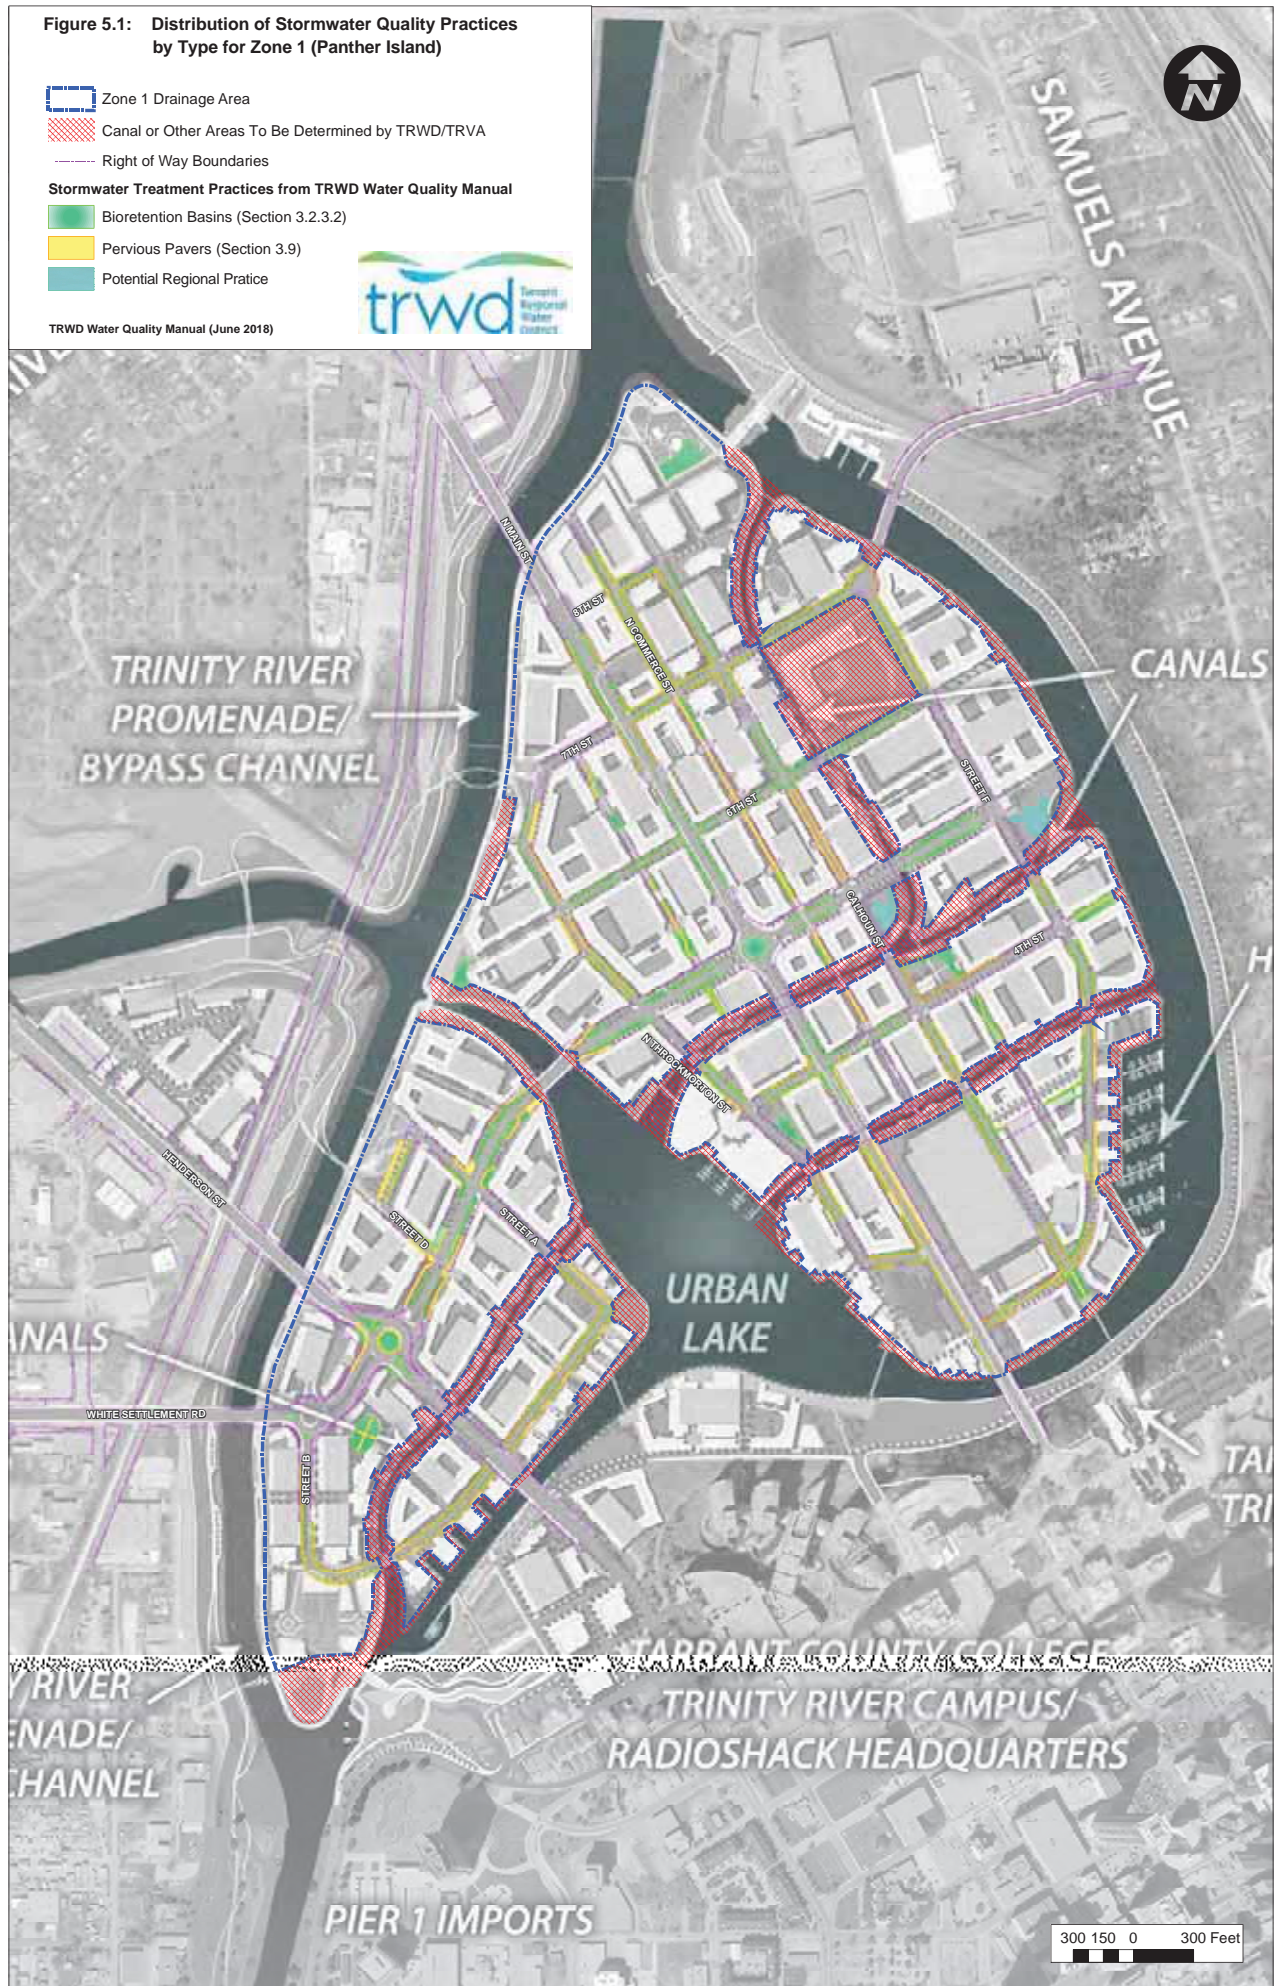 Figure 5.1: Distribution of Stormwater Quality Practices
by Type for Zone 1 (Panther Island)
Zone 1 Drainage Area
Canal or Other Areas To Be Determined by TRWD/TRVA
Right of Way Boundaries
Stormwater Treatment Practices from TRWD Water Quality Manual
Bioretention Basins (Section 3.2.3.2)
Pervious Pavers (Section 3.9)
Potential Regional Pratice
trwd
Tarrant
Regional
Water
District
TRWD Water Quality Manual (June 2018)
N
SAMUELS AVENUE
N MAIN ST
8TH ST
N COMMERCE ST
TRINITY RIVER
PROMENADE/
BYPASS CHANNEL
CANALS
7TH ST
STREET F
6TH ST
CALHOUN ST
4TH ST
H
N THROCKMORTON ST
HENDERSON ST
STREET D
STREET A
URBAN
LAKE
ANALS
WHITE SETTLEMENT RD
STREET B
TAI
TRI
TARRANT COUNTY COLLEGE
TRINITY RIVER CAMPUS/
RADIOSHACK HEADQUARTERS
Y RIVER
ENADE/
CHANNEL
PIER 1 IMPORTS
300 150 0 300 Feet